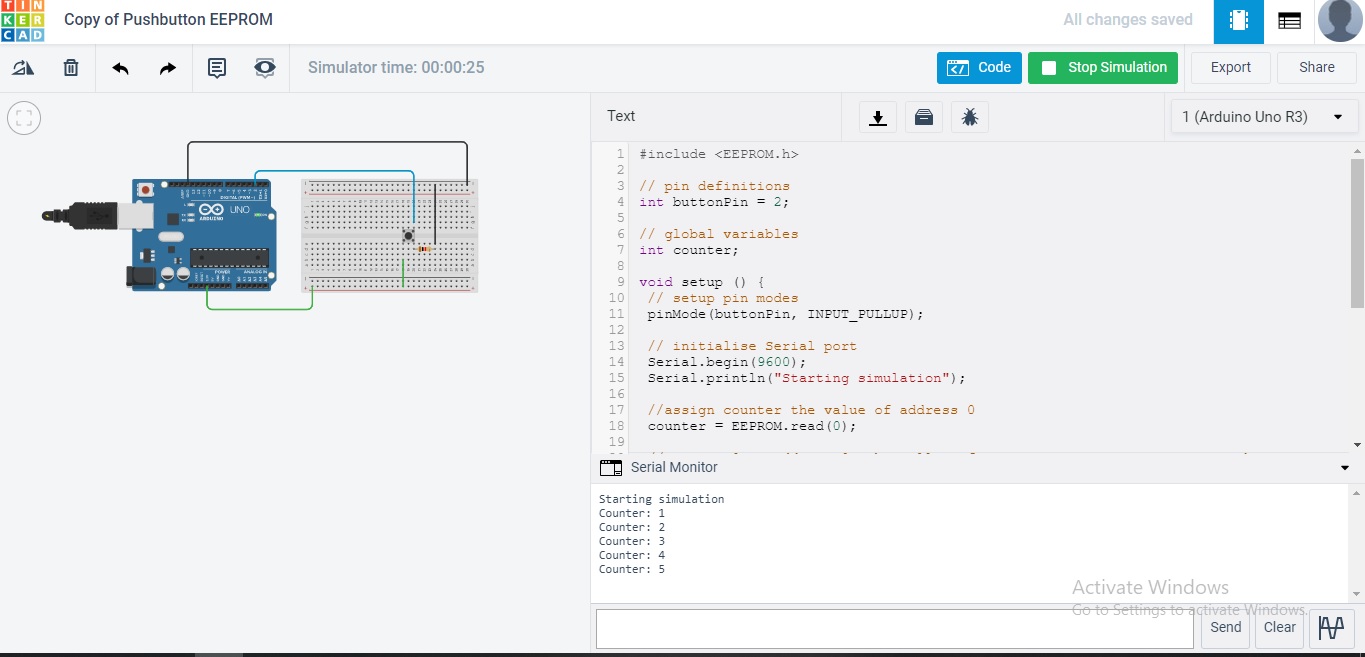 TIN
KER
CAD
Copy of Pushbutton EEPROM
All changes saved
Simulator time: 00:00:25
Code
Stop Simulation
Export
Share
Text
1 (Arduino Uno R3)
1 #include <EEPROM.h>
2
3 // pin definitions
4 int buttonPin = 2;
5
6 // global variables
7 int counter;
8
9 void setup () {
10 // setup pin modes
11 pinMode(buttonPin, INPUT_PULLUP);
12
13 // initialise Serial port
14 Serial.begin(9600);
15 Serial.println("Starting simulation");
16
17 //assign counter the value of address 0
18 counter = EEPROM.read(0);
19
UNO
ARDUINO
DIGITAL (PWM~)
POWER
ANALOG IN
Serial Monitor
Starting simulation
Counter: 1
Counter: 2
Counter: 3
Counter: 4
Counter: 5
Activate Windows
Go to Settings to activate Windows.
Send
Clear